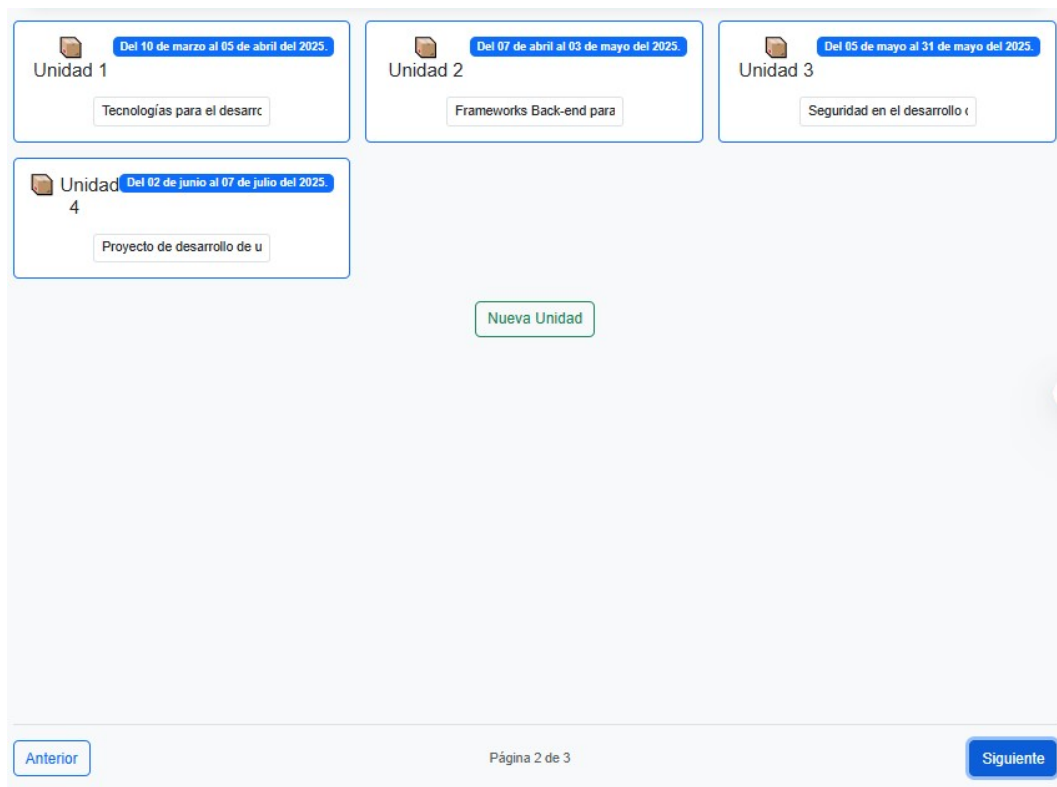 Del 10 de marzo al 05 de abril del 2025.
Unidad 1
Tecnologías para el desarrc
Del 07 de abril al 03 de mayo del 2025.
Unidad 2
Frameworks Back-end para
Del 05 de mayo al 31 de mayo del 2025.
Unidad 3
Seguridad en el desarrollo
Unidad
Del 02 de junio al 07 de julio del 2025.
4
Proyecto de desarrollo de u
Nueva Unidad
Anterior
Página 2 de 3
Siguiente